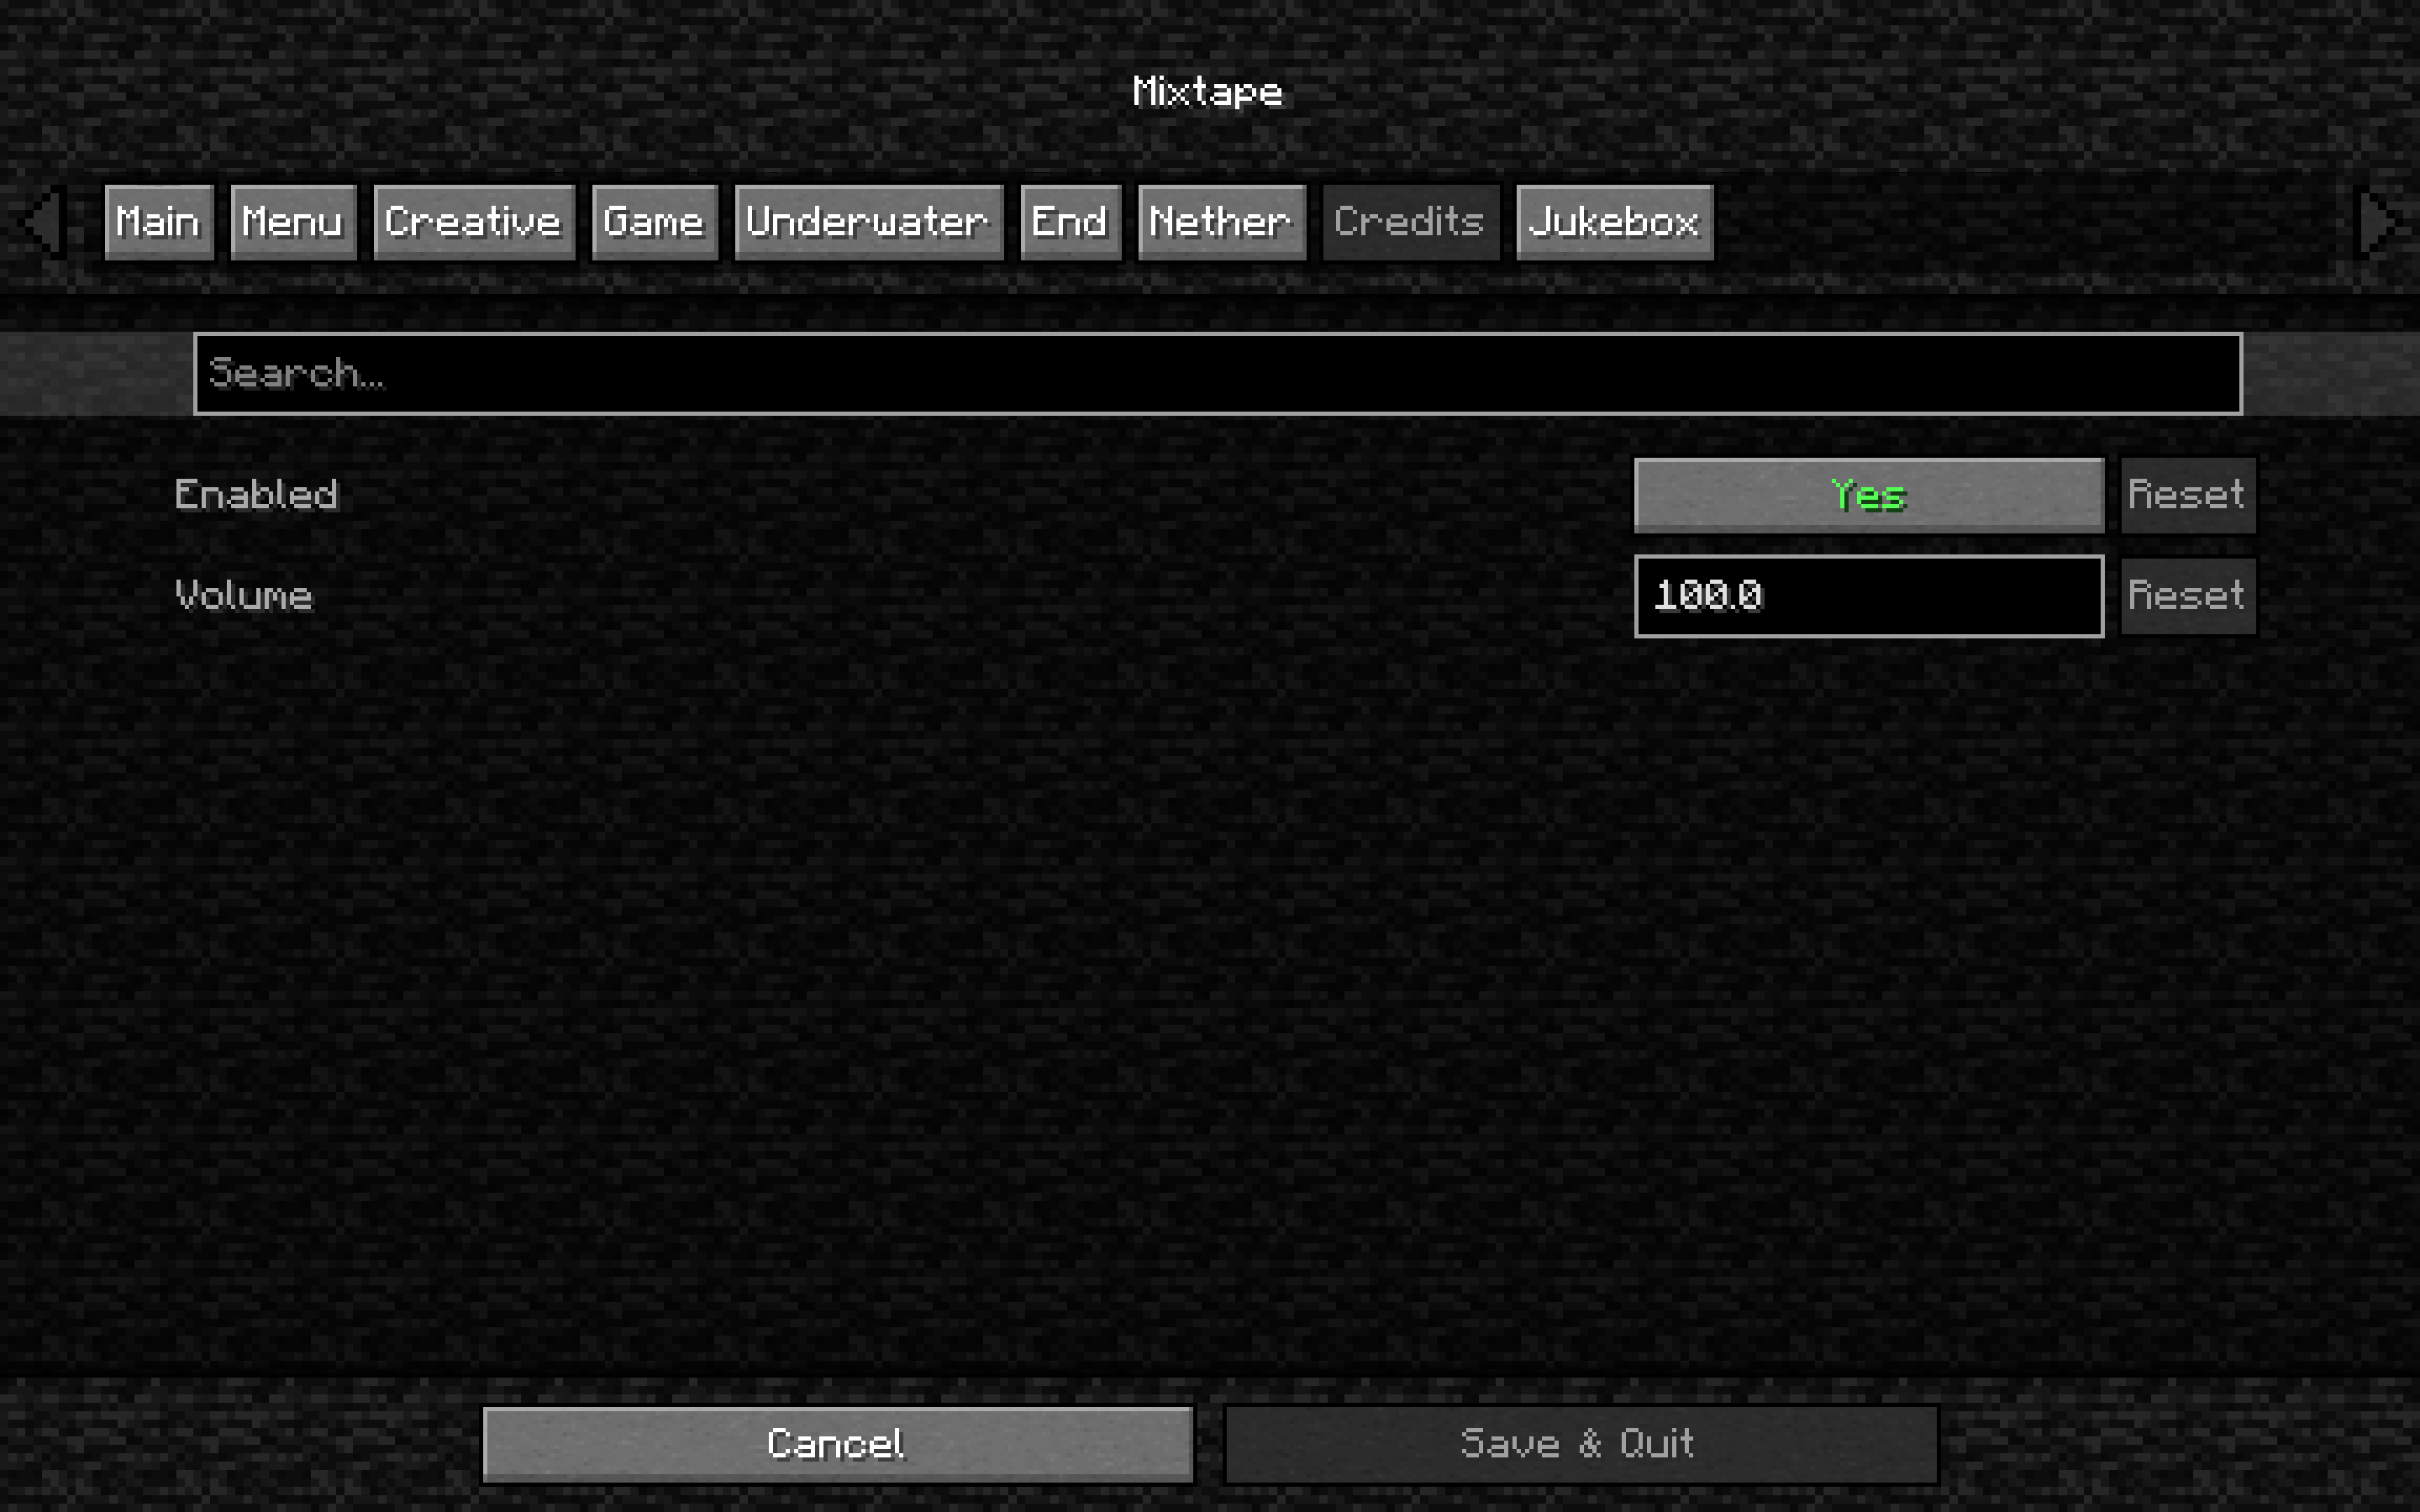 Mixtape
Main Menu Creative Game Underwater End Nether Credits Jukebox
Search...
Enabled Yes Reset
Volume 100.0 Reset
Cancel Save & Quit